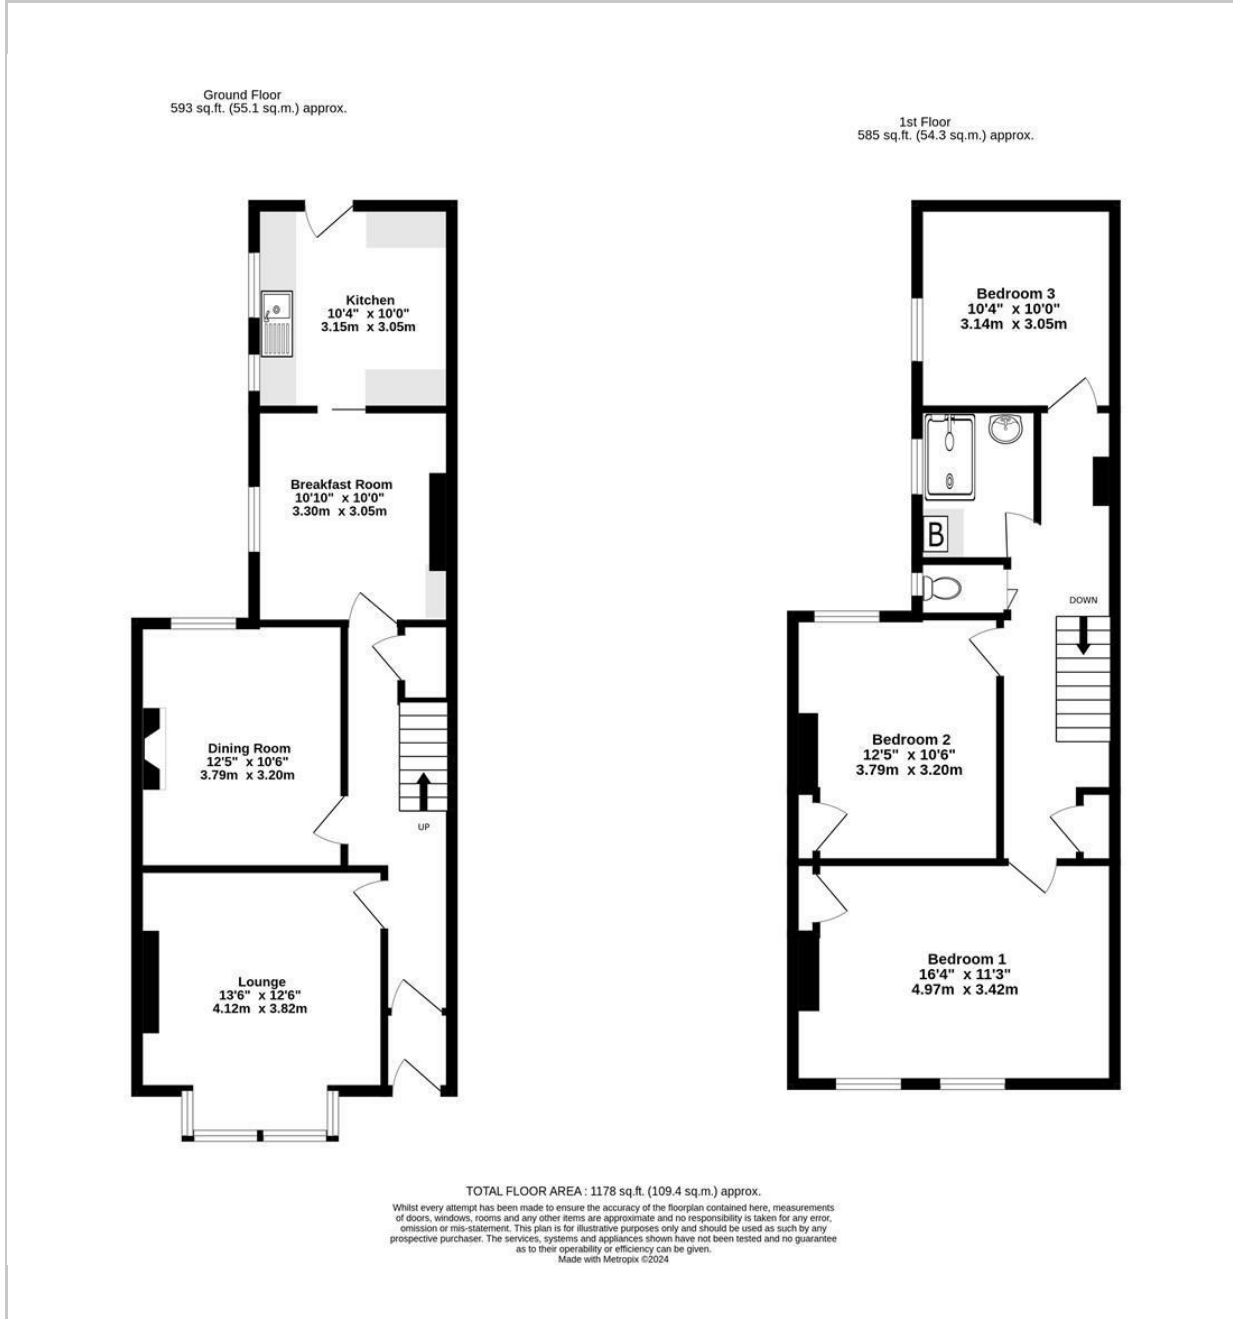 Ground Floor
593 sq.ft. (55.1 sq.m.) approx.
1st Floor
585 sq.ft. (54.3 sq.m.) approx.
Kitchen
10'4" x 10'0"
3.15m x 3.05m
Breakfast Room
10'10" x 10'0"
3.30m x 3.05m
Dining Room
12'5" x 10'6"
3.79m x 3.20m
UP
Lounge
13'6" x 12'6"
4.12m x 3.82m
Bedroom 3
10'4" x 10'0"
3.14m x 3.05m
B
DOWN
Bedroom 2
12'5" x 10'6"
3.79m x 3.20m
Bedroom 1
16'4" x 11'3"
4.97m x 3.42m
TOTAL FLOOR AREA : 1178 sq.ft. (109.4 sq.m.) approx.
Whilst every attempt has been made to ensure the accuracy of the floorplan contained here, measurements
of doors, windows, rooms and any other items are approximate and no responsibility is taken for any error,
omission or mis-statement. This plan is for illustrative purposes only and should be used as such by any
prospective purchaser. The services, systems and appliances shown have not been tested and no guarantee
as to their operability or efficiency can be given.
Made with Metropix ©2024